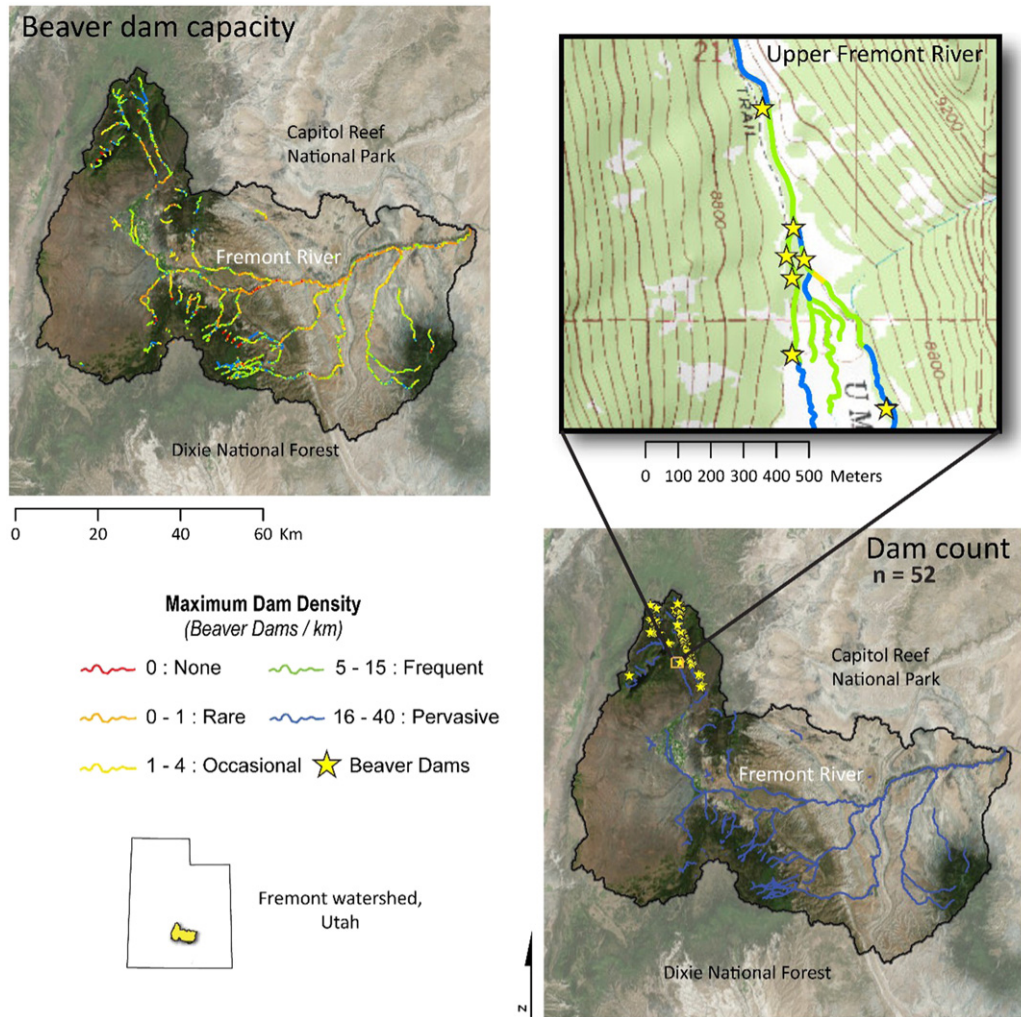 Beaver dam capacity
Capitol Reef
National Park
Fremont River
Dixie National Forest
0 20 40 60 Km
Upper Fremont River
21
TRAIL
9200
8800
8800
U M
0 100 200 300 400 500 Meters
Maximum Dam Density
(Beaver Dams / km)
0 : None
5 - 15 : Frequent
0 - 1 : Rare
16 - 40 : Pervasive
1 - 4 : Occasional
Beaver Dams
Fremont watershed,
Utah
Dam count
n = 52
Capitol Reef
National Park
Fremont River
Dixie National Forest
N